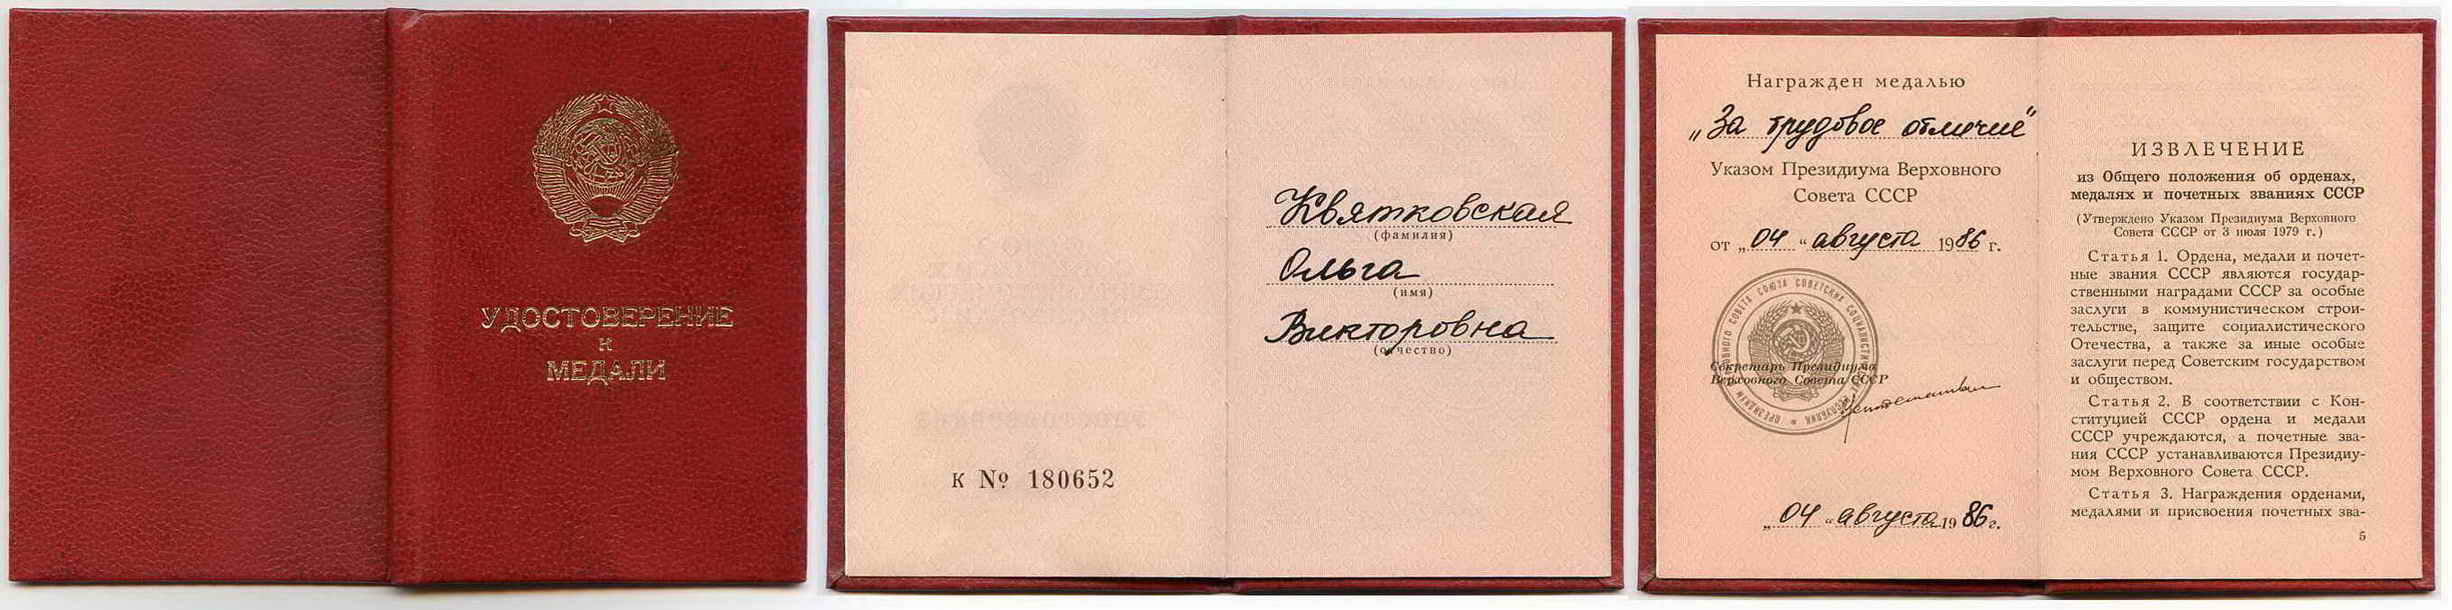 УДОСТОВЕРЕНИЕ
к
МЕДАЛИ
К № 180652
Квятковская
(фамилия)
Ольга
(имя)
Викторовна
(отчество)
Награжден медалью
„За трудовое отличие"
Указом Президиума Верховного
Совета СССР
от „04“ августа 1986 г.
Секретарь Президиума
Верховного Совета СССР
„04“ августа 1986 г.
ИЗВЛЕЧЕНИЕ
из Общего положения об орденах,
медалях и почетных званиях СССР
(Утверждено Указом Президиума Верховного
Совета СССР от 3 июля 1979 г.)
Статья 1. Ордена, медали и почет-
ные звания СССР являются государ-
ственными наградами СССР за особые
заслуги в коммунистическом строи-
тельстве, защите социалистического
Отечества, а также за иные особые
заслуги перед Советским государством
и обществом.
Статья 2. В соответствии с Кон-
ституцией СССР ордена и медали
СССР учреждаются, а почетные зва-
ния СССР устанавливаются Президиу-
мом Верховного Совета СССР.
Статья 3. Награждения орденами,
медалями и присвоения почетных зва-
5